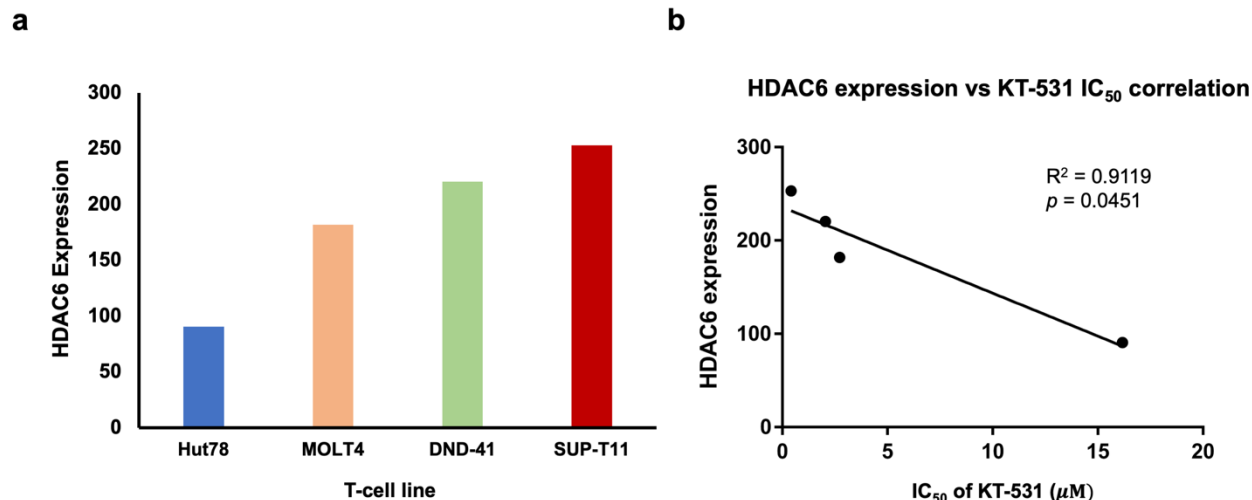 a
HDAC6 Expression
300
250
200
150
100
50
0
Hut78 MOLT4 DND-41 SUP-T11
T-cell line
b
HDAC6 expression vs KT-531 IC₅₀ correlation
R² = 0.9119
p = 0.0451
HDAC6 expression
300
200
100
0
0 5 10 15 20
IC₅₀ of KT-531 (μM)